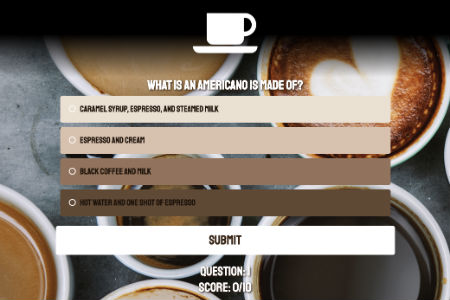 WHAT IS AN AMERICANO IS MADE OF?
CARAMEL SYRUP, ESPRESSO, AND STEAMED MILK
ESPRESSO AND CREAM
BLACK COFFEE AND MILK
HOT WATER AND ONE SHOT OF ESPRESSO
SUBMIT
QUESTION: 1
SCORE: 0/10